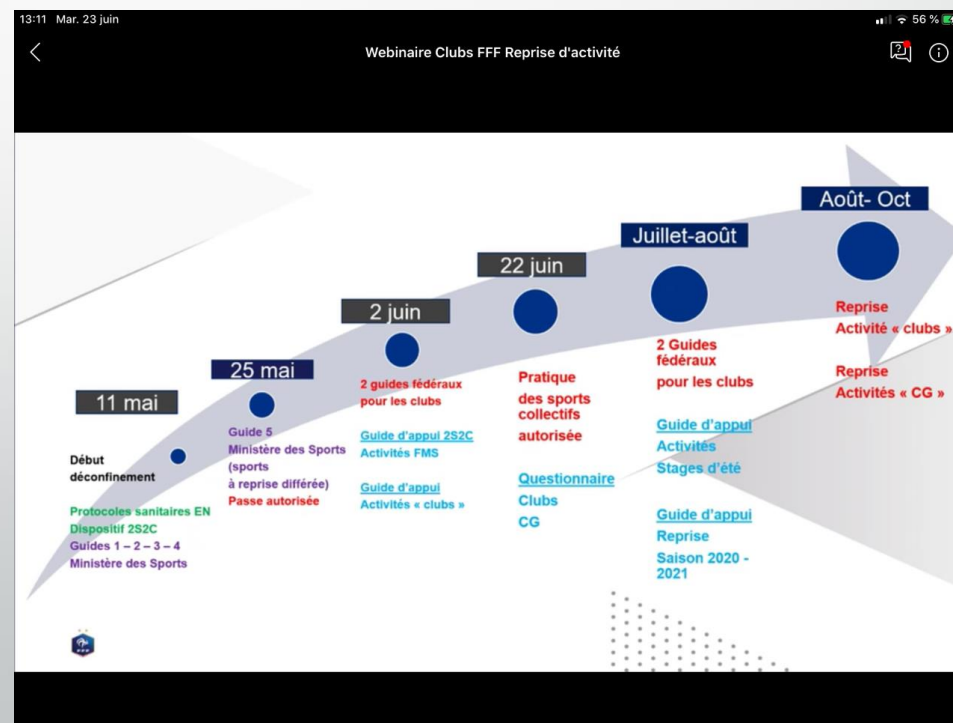 13:11 Mar. 23 juin
56 %
Webinaire Clubs FFF Reprise d'activité
11 mai
Début
déconfinement
Protocoles sanitaires EN
Dispositif 2S2C
Guides 1 – 2 – 3 – 4
Ministère des Sports
25 mai
Guide 5
Ministère des Sports
(sports
à reprise différée)
Passe autorisée
2 juin
2 guides fédéraux
pour les clubs
Guide d'appui 2S2C
Activités FMS
Guide d'appui
Activités « clubs »
22 juin
Pratique
des sports
collectifs
autorisée
Questionnaire
Clubs
CG
Juillet-août
2 Guides
fédéraux
pour les clubs
Guide d'appui
Activités
Stages d'été
Guide d'appui
Reprise
Saison 2020 -
2021
Août- Oct
Reprise
Activité « clubs »
Reprise
Activités « CG »
FFF